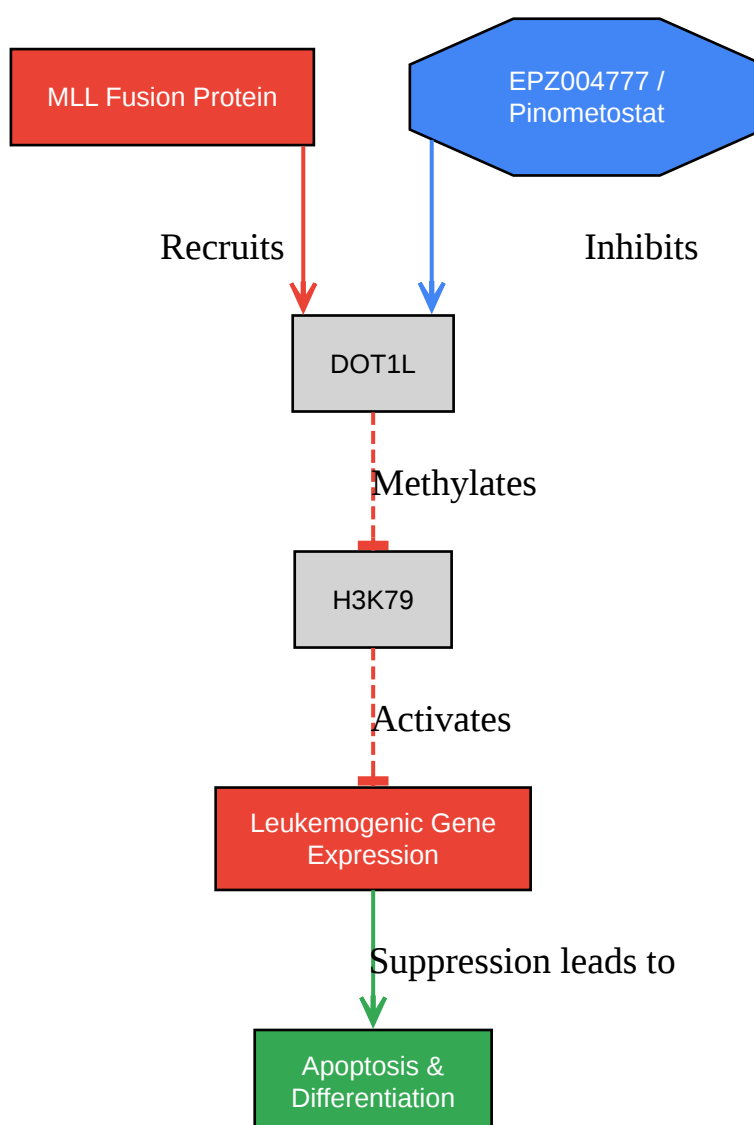 MLL Fusion Protein
EPZ004777 /
Pinometostat
Recruits
Inhibits
DOT1L
Methylates
H3K79
Activates
Leukemogenic Gene
Expression
Suppression leads to
Apoptosis &
Differentiation